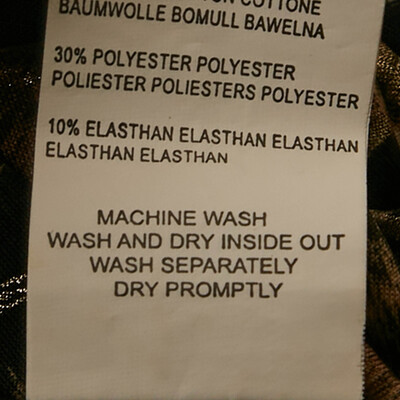 COTTONE
BAUMWOLLE BOMULL BAWELNA
30% POLYESTER POLYESTER
POLIESTER POLIESTERS POLYESTER
10% ELASTHAN ELASTHAN ELASTHAN
ELASTHAN ELASTHAN
MACHINE WASH
WASH AND DRY INSIDE OUT
WASH SEPARATELY
DRY PROMPTLY